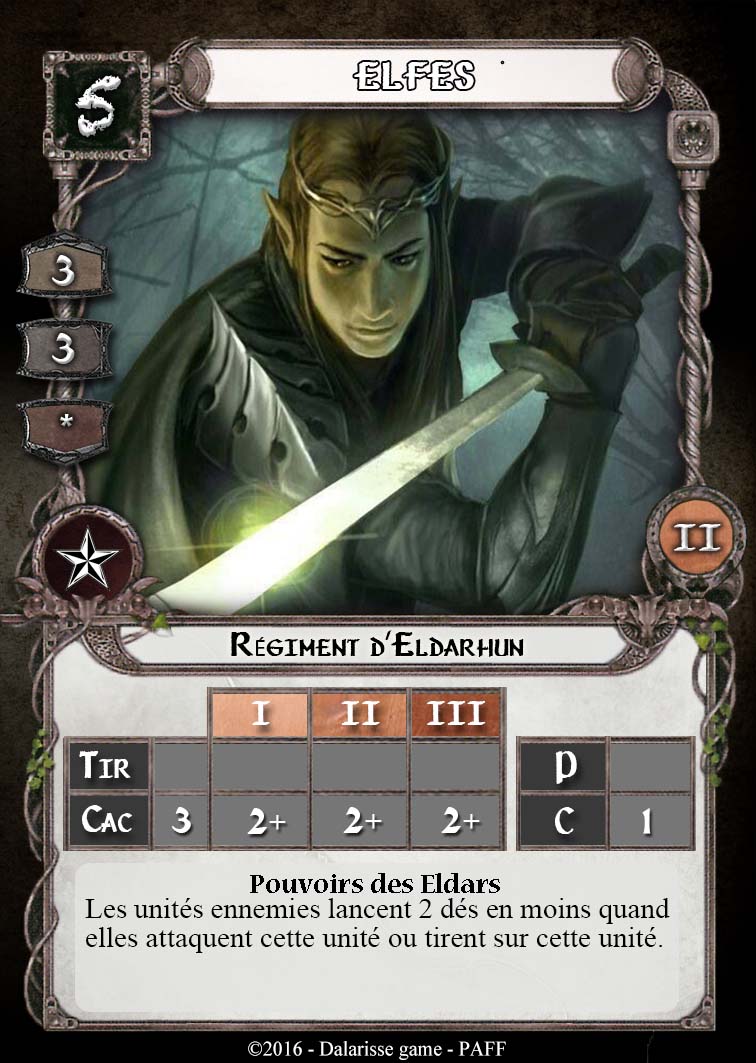 ELFES
5
3
3
*
II
RÉGIMENT D'ELDARHUN
I II III
TIR
CAC 3 2+ 2+ 2+
P
C 1
Pouvoirs des Eldars
Les unités ennemies lancent 2 dés en moins quand
elles attaquent cette unité ou tirent sur cette unité.
©2016 - Dalarisse game - PAFF